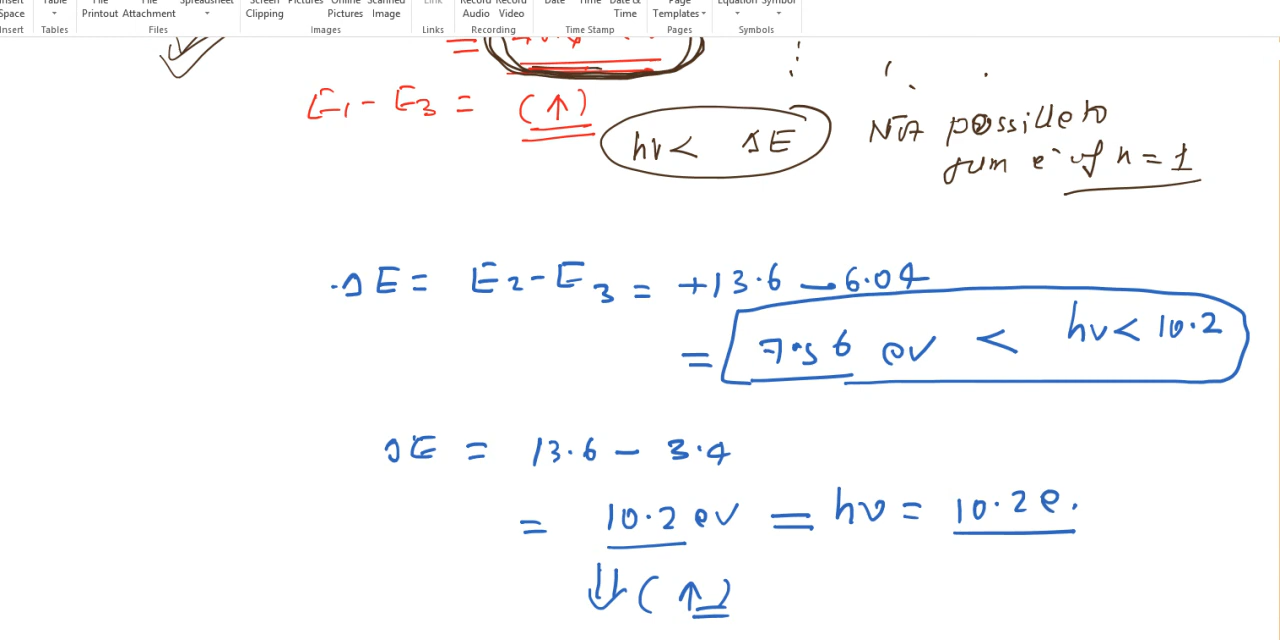 Insert Table File File Spreadsheet Screen Pictures Online Scanned Link Record Record Date Time Date & Page Equation Symbol
Space Printout Attachment Clipping Pictures Image Audio Video Time Templates
Insert Tables Files Images Links Recording Time Stamp Pages Symbols
=
E1 - E3 = (↑)
hν < ΔE
Not possible to
jum e⁻ of n = 1
ΔE = E2 - E3 = +13.6 - 6.04
= 7.56 ev < hν < 10.2
ΔE = 13.6 - 3.4
= 10.2 ev = hν = 10.2 e.
⇓ (↑)